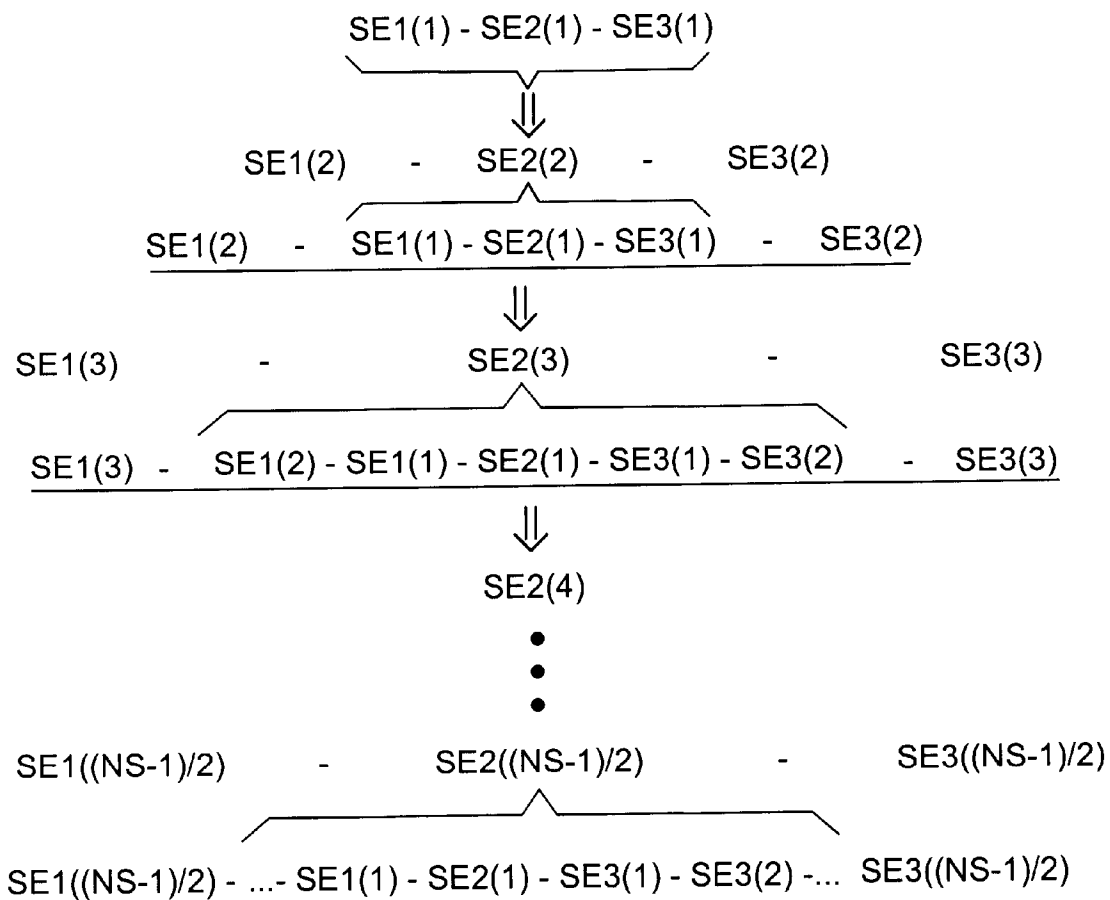 SE1(1) - SE2(1) - SE3(1)
SE1(2) - SE2(2) - SE3(2)
SE1(2) - SE1(1) - SE2(1) - SE3(1) - SE3(2)
SE1(3) - SE2(3) - SE3(3)
SE1(3) - SE1(2) - SE1(1) - SE2(1) - SE3(1) - SE3(2) - SE3(3)
SE2(4)
SE1((NS-1)/2) - SE2((NS-1)/2) - SE3((NS-1)/2)
SE1((NS-1)/2) - ...- SE1(1) - SE2(1) - SE3(1) - SE3(2) -... SE3((NS-1)/2)